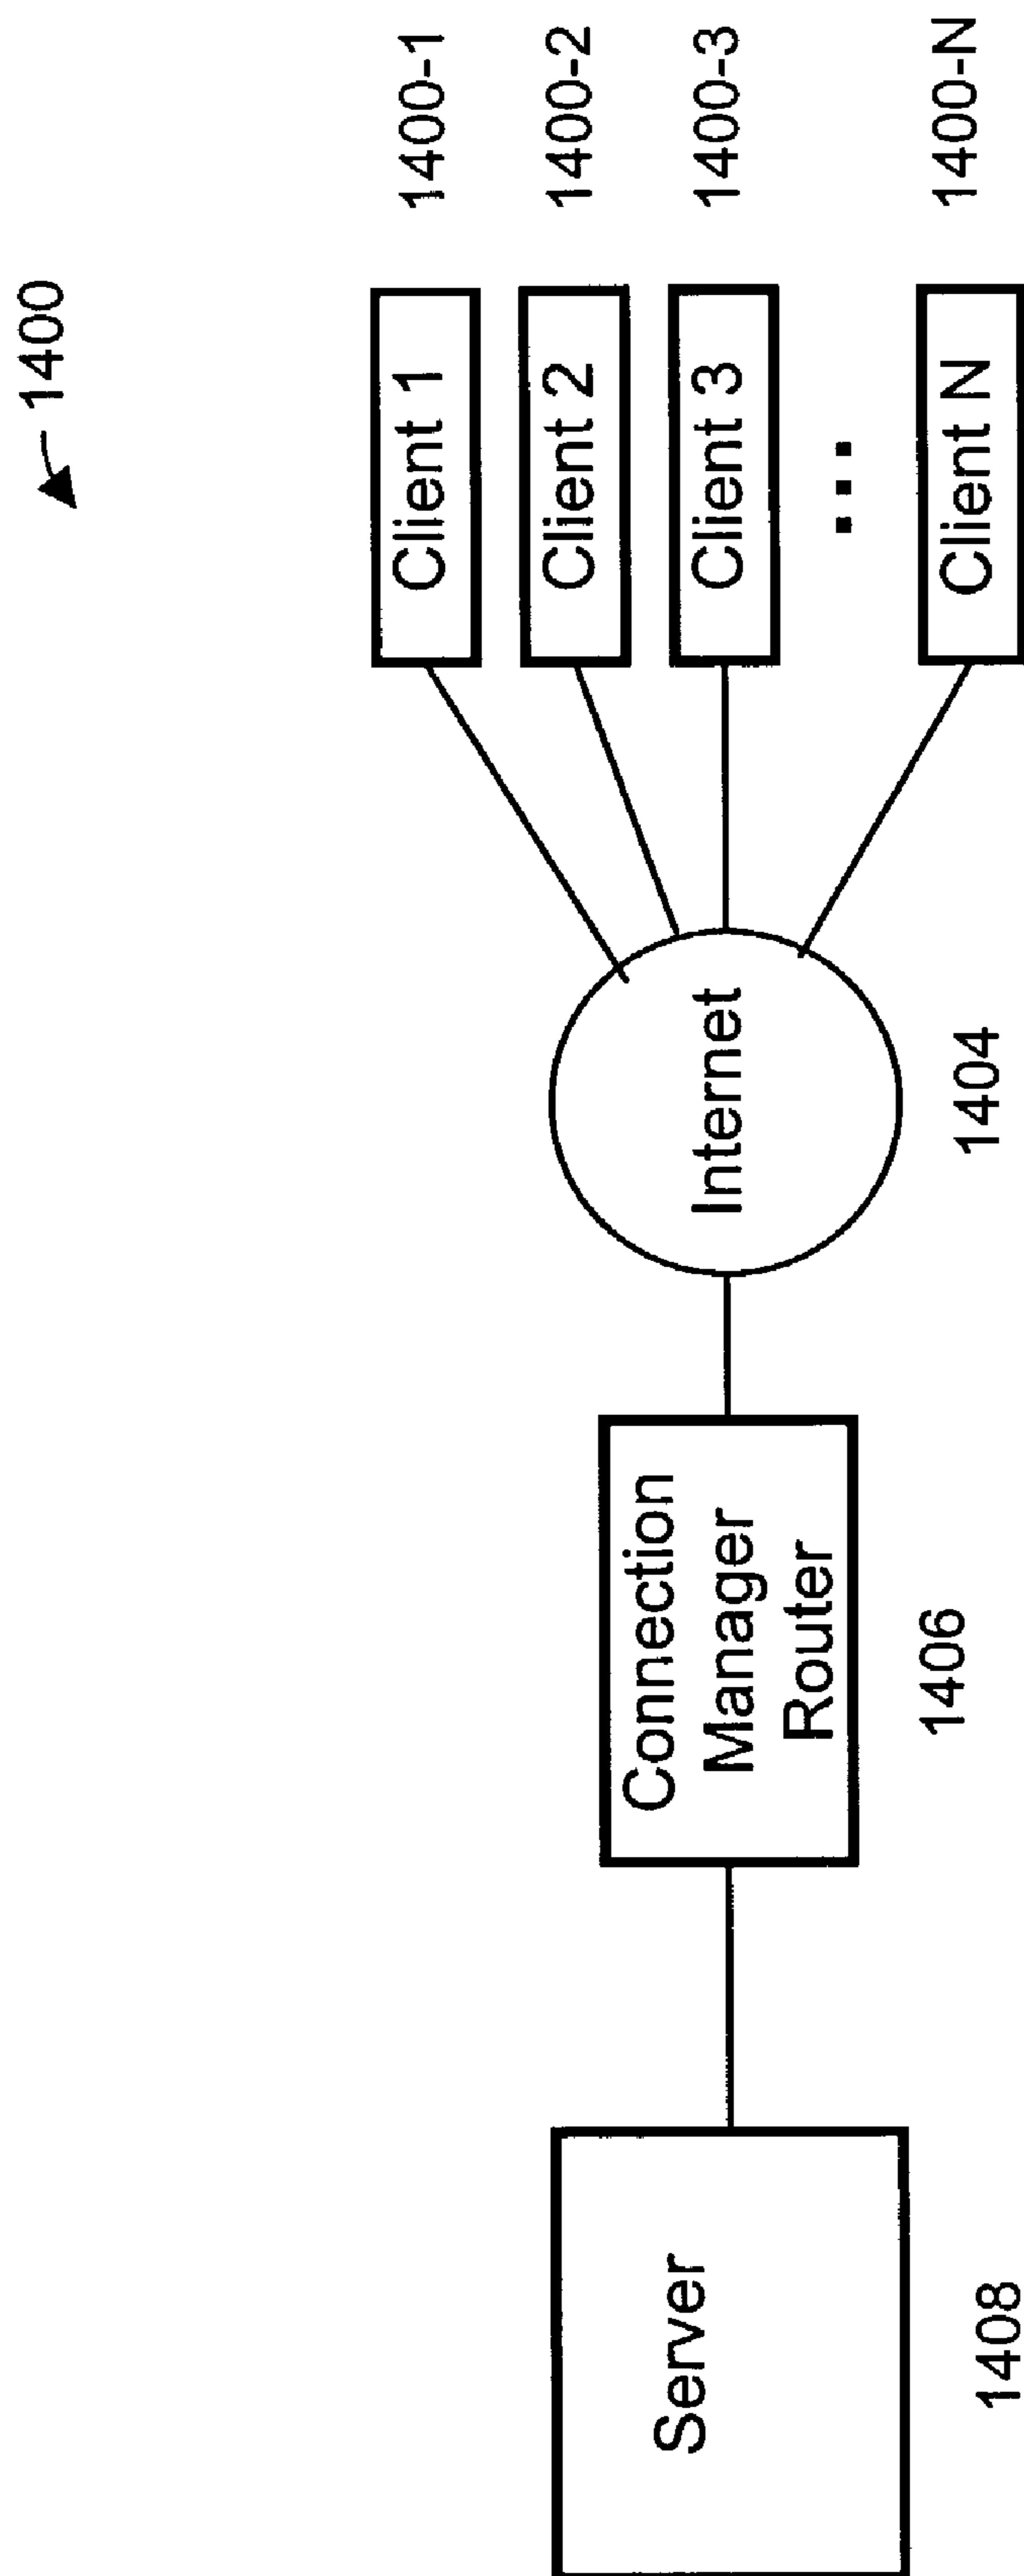 1400
Client 1
1400-1
Client 2
1400-2
Client 3
1400-3
...
Client N
1400-N
Internet
1404
Connection
Manager
Router
1406
Server
1408